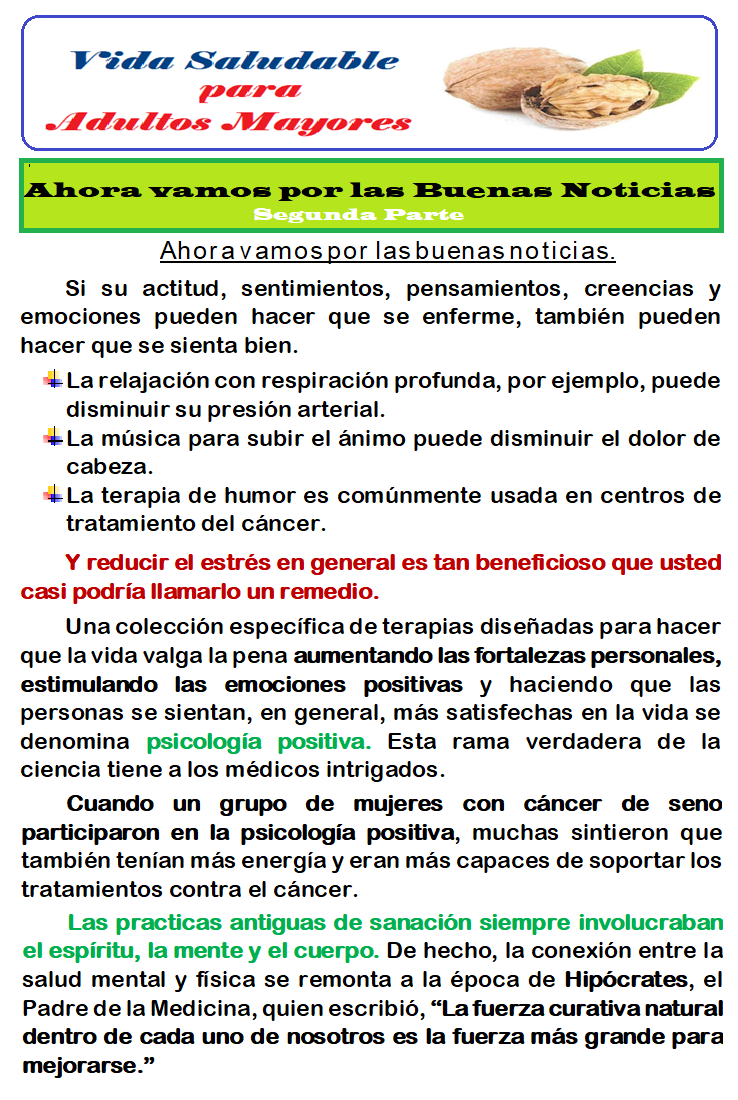 Vida Saludable
para
Adultos Mayores
Ahora vamos por las Buenas Noticias
Segunda Parte
Ahora vamos por las buenas noticias.
Si su actitud, sentimientos, pensamientos, creencias y
emociones pueden hacer que se enferme, también pueden
hacer que se sienta bien.
La relajación con respiración profunda, por ejemplo, puede
disminuir su presión arterial.
La música para subir el ánimo puede disminuir el dolor de
cabeza.
La terapia de humor es comúnmente usada en centros de
tratamiento del cáncer.
Y reducir el estrés en general es tan beneficioso que usted
casi podría llamarlo un remedio.
Una colección específica de terapias diseñadas para hacer
que la vida valga la pena aumentando las fortalezas personales,
estimulando las emociones positivas y haciendo que las
personas se sientan, en general, más satisfechas en la vida se
denomina psicología positiva. Esta rama verdadera de la
ciencia tiene a los médicos intrigados.
Cuando un grupo de mujeres con cáncer de seno
participaron en la psicología positiva, muchas sintieron que
también tenían más energía y eran más capaces de soportar los
tratamientos contra el cáncer.
Las practicas antiguas de sanación siempre involucraban
el espíritu, la mente y el cuerpo. De hecho, la conexión entre la
salud mental y física se remonta a la época de Hipócrates, el
Padre de la Medicina, quien escribió, “La fuerza curativa natural
dentro de cada uno de nosotros es la fuerza más grande para
mejorarse.”